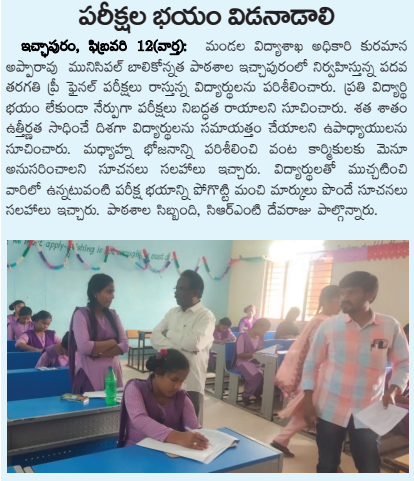 పరీక్షల భయం విడనాడాలి
ఇచ్ఛాపురం, ఫిబ్రవరి 12(వార్త): మండల విద్యాశాఖ అధికారి కురమాన
అప్పారావు మునిసిపల్ బాలికోన్నత పాఠశాల ఇచ్ఛాపురంలో నిర్వహిస్తున్న పదవ
తరగతి ప్రీ ఫైనల్ పరీక్షలు రాస్తున్న విద్యార్థులను పరిశీలించారు. ప్రతి విద్యార్థి
భయం లేకుండా నేర్పుగా పరీక్షలు నిబద్ధత రాయాలని సూచించారు. శత శాతం
ఉత్తీర్ణత సాధించే దిశగా విద్యార్థులను సమాయత్తం చేయాలని ఉపాధ్యాయులను
సూచించారు. మధ్యాహ్న భోజనాన్ని పరిశీలించి వంట కార్మికులకు మెనూ
అనుసరించాలని సూచనలు సలహాలు ఇచ్చారు. విద్యార్థులతో ముచ్చటించి
వారిలో ఉన్నటువంటి పరీక్ష భయాన్ని పోగొట్టి మంచి మార్కులు పొందే సూచనలు
సలహాలు ఇచ్చారు. పాఠశాల సిబ్బంది, సిఆర్ఎంటి దేవరాజు పాల్గొన్నారు.